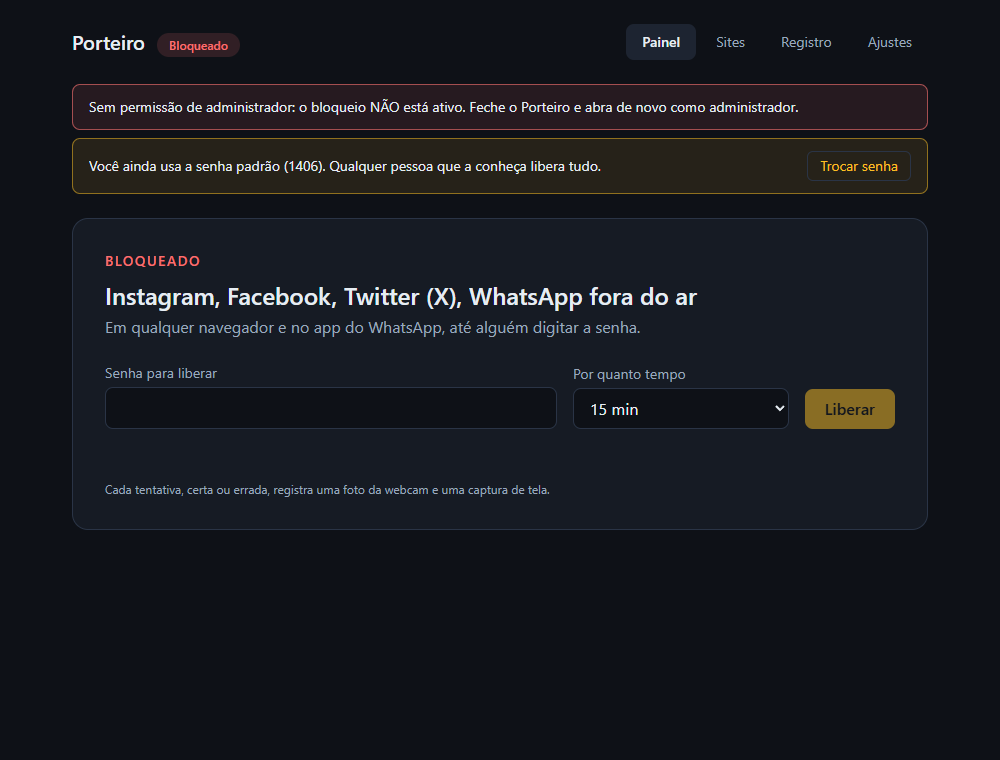 Porteiro
Bloqueado
Painel
Sites
Registro
Ajustes
Sem permissão de administrador: o bloqueio NÃO está ativo. Feche o Porteiro e abra de novo como administrador.
Você ainda usa a senha padrão (1406). Qualquer pessoa que a conheça libera tudo.
Trocar senha
BLOQUEADO
Instagram, Facebook, Twitter (X), WhatsApp fora do ar
Em qualquer navegador e no app do WhatsApp, até alguém digitar a senha.
Senha para liberar
Por quanto tempo
15 min
Liberar
Cada tentativa, certa ou errada, registra uma foto da webcam e uma captura de tela.